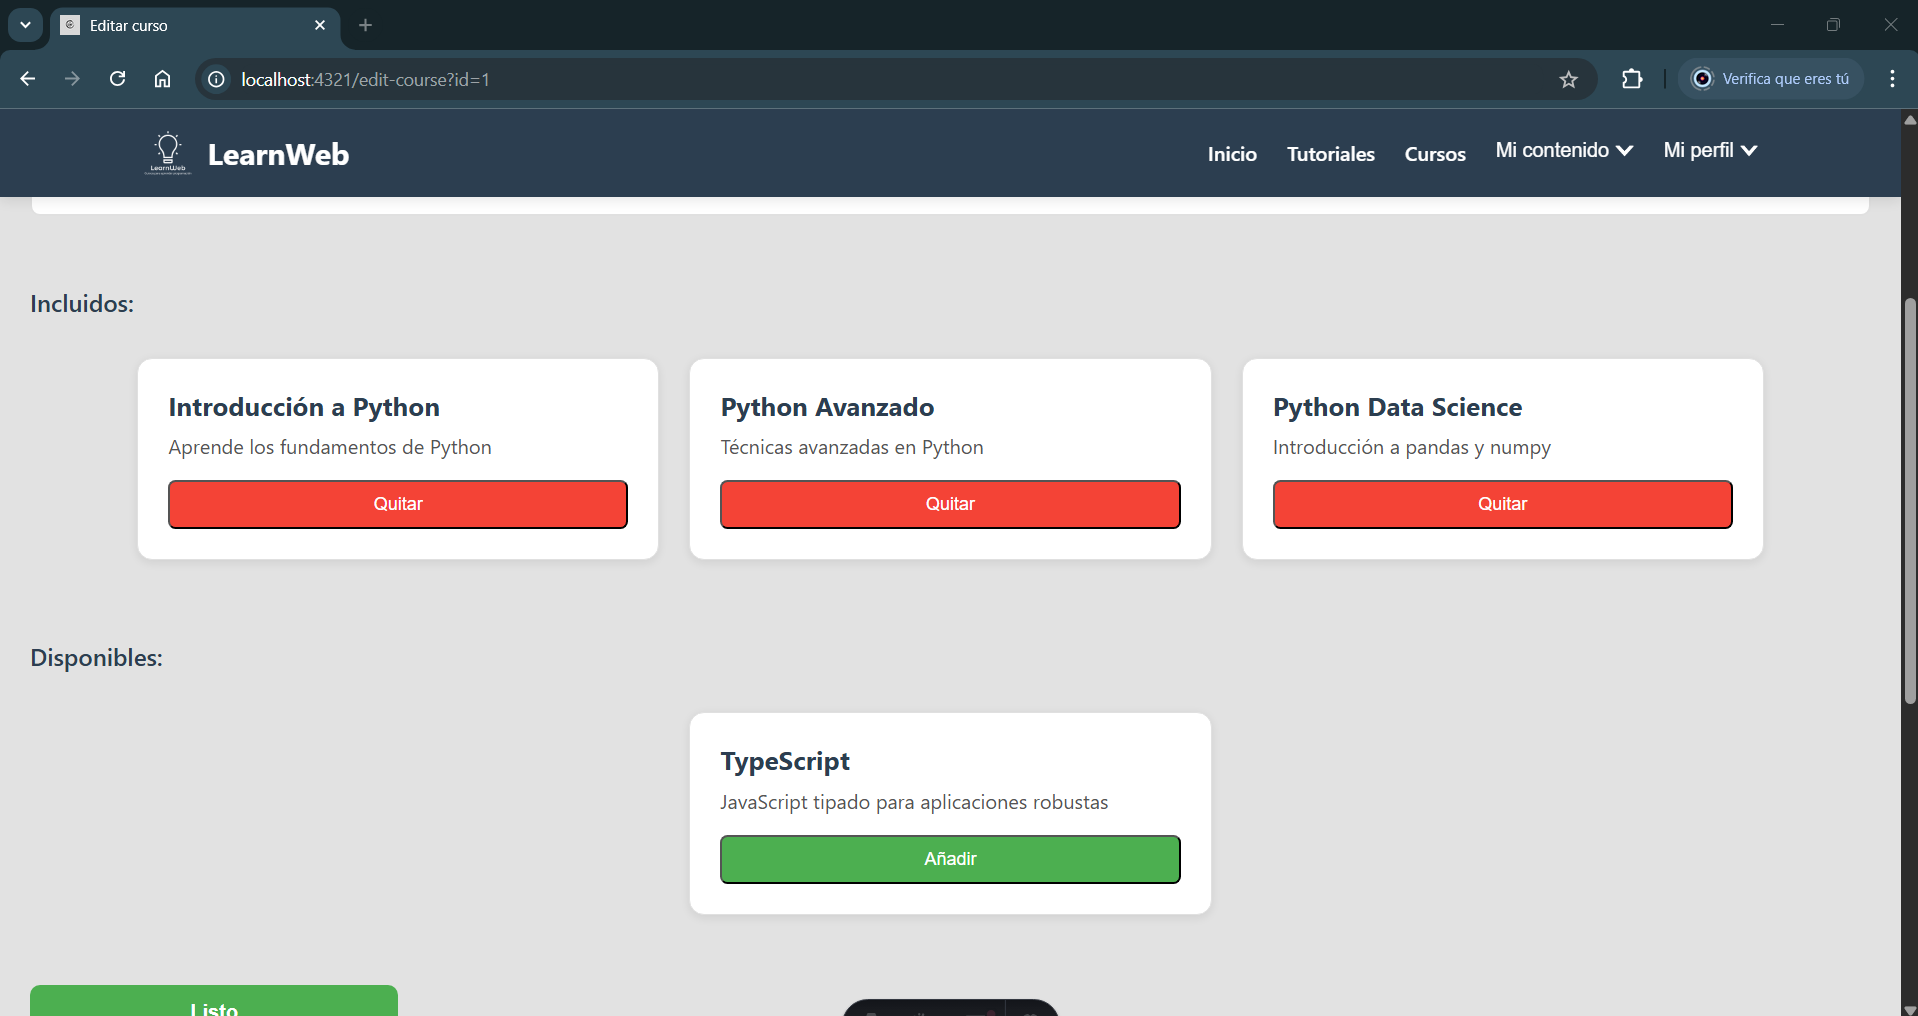 Editar curso
localhost:4321/edit-course?id=1
Verifica que eres tú
LearnWeb
LearnWeb
Inicio
Tutoriales
Cursos
Mi contenido
Mi perfil
Incluidos:
Introducción a Python
Aprende los fundamentos de Python
Quitar
Python Avanzado
Técnicas avanzadas en Python
Quitar
Python Data Science
Introducción a pandas y numpy
Quitar
Disponibles:
TypeScript
JavaScript tipado para aplicaciones robustas
Añadir
Listo